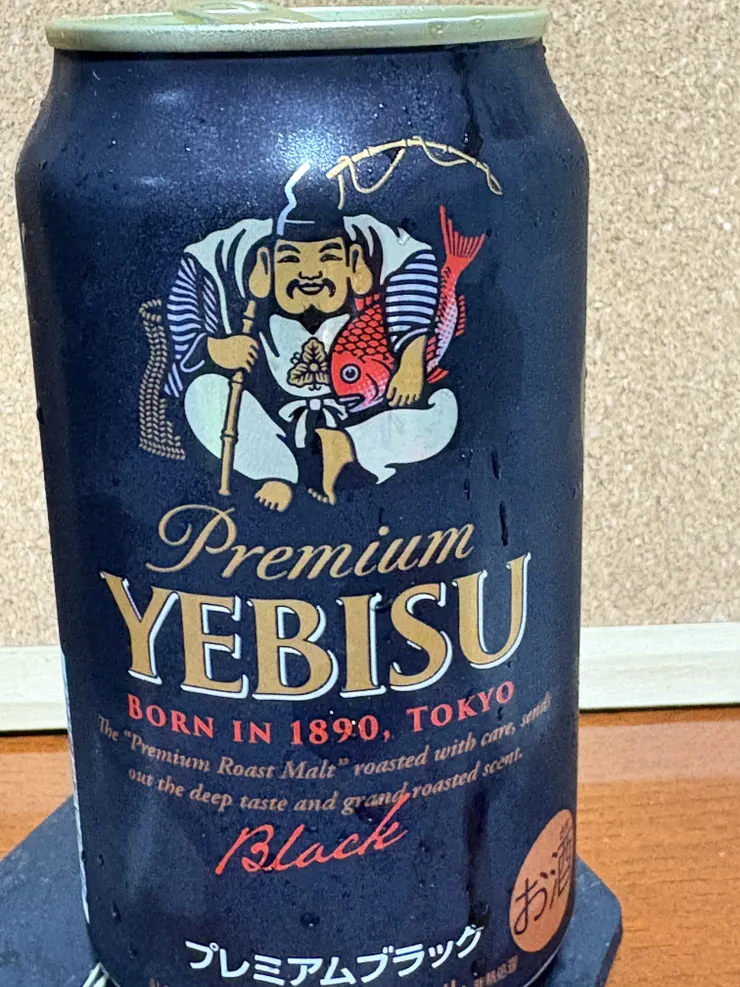 Premium
YEBISU
BORN IN 1890, TOKYO
The "Premium Roast Malt" roasted with care, sends
out the deep taste and grand roasted scent.
Black
お酒
プレミアムブラック